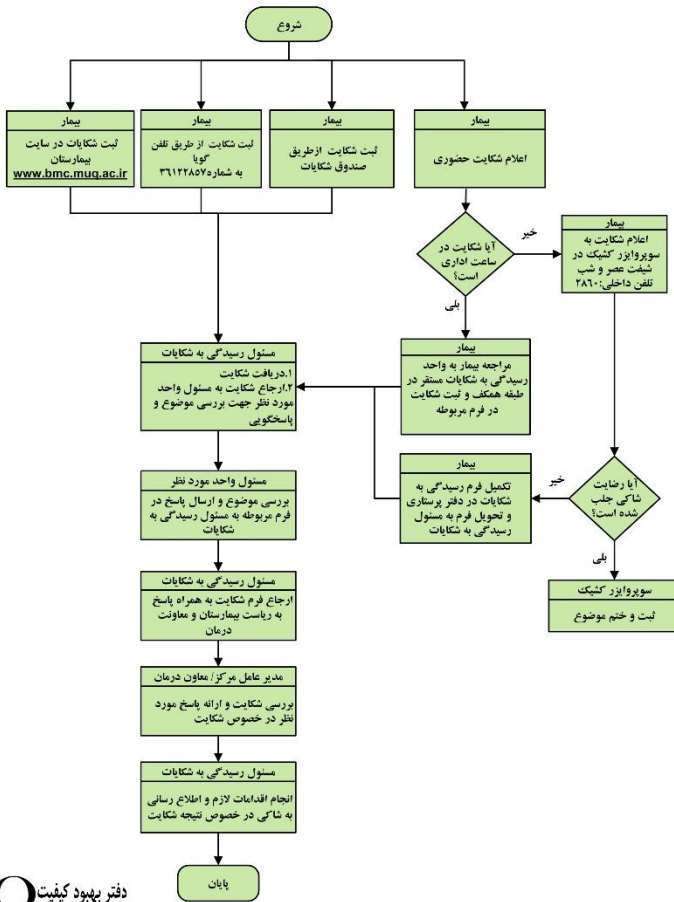 شروع
بیمار
اعلام شکایت حضوری
بیمار
ثبت شکایت ازطریق
صندوق شکایات
بیمار
ثبت شکایت از طریق تلفن
گویا
به شماره۳۶۱۲۲۸۵۷
بیمار
ثبت شکایات در سایت
بیمارستان
www.bmc.muq.ac.ir
آیا شکایت در
ساعت اداری
است؟
خیر
بلی
بیمار
اعلام شکایت به
سوپروایزر کشیک در
شیفت عصر و شب
تلفن داخلی:۲۸۶۰
بیمار
مراجعه بیمار به واحد
رسیدگی به شکایات مستقر در
طبقه همکف و ثبت شکایت
در فرم مربوطه
آیا رضایت
شاکی جلب
شده است؟
خیر
بلی
بیمار
تکمیل فرم رسیدگی به
شکایات در دفتر پرستاری
و تحویل فرم به مسئول
رسیدگی به شکایات
سوپروایزر کشیک
ثبت و ختم موضوع
مسئول رسیدگی به شکایات
۱.دریافت شکایت
۲.ارجاع شکایت به مسئول واحد
مورد نظر جهت بررسی موضوع و
پاسخگویی
مسئول واحد مورد نظر
بررسی موضوع و ارسال پاسخ در
فرم مربوطه به مسئول رسیدگی به
شکایات
مسئول رسیدگی به شکایات
ارجاع فرم شکایت به همراه پاسخ
به ریاست بیمارستان و معاونت
درمان
مدیر عامل مرکز/ معاون درمان
بررسی شکایت و ارائه پاسخ مورد
نظر در خصوص شکایت
مسئول رسیدگی به شکایات
انجام اقدامات لازم و اطلاع رسانی
به شاکی در خصوص نتیجه شکایت
پایان
دفتر بهبود کیفیت